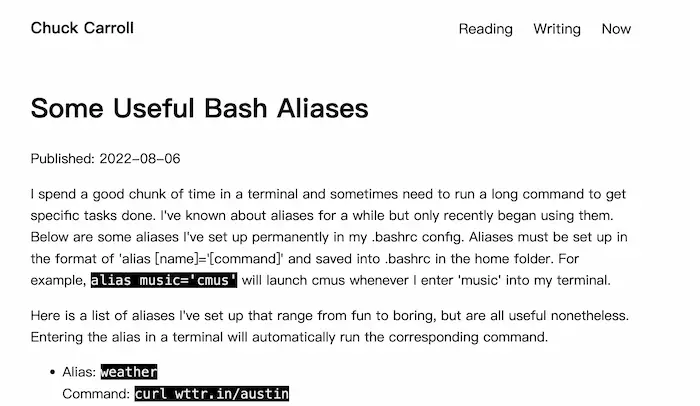 Chuck Carroll
Reading Writing Now
Some Useful Bash Aliases
Published: 2022-08-06
I spend a good chunk of time in a terminal and sometimes need to run a long command to get
specific tasks done. I've known about aliases for a while but only recently began using them.
Below are some aliases I've set up permanently in my .bashrc config. Aliases must be set up in
the format of 'alias [name]='[command]' and saved into .bashrc in the home folder. For
example, alias music='cmus' will launch cmus whenever I enter 'music' into my terminal.
Here is a list of aliases I've set up that range from fun to boring, but are all useful nonetheless.
Entering the alias in a terminal will automatically run the corresponding command.
• Alias: weather
Command: curl wttr.in/austin